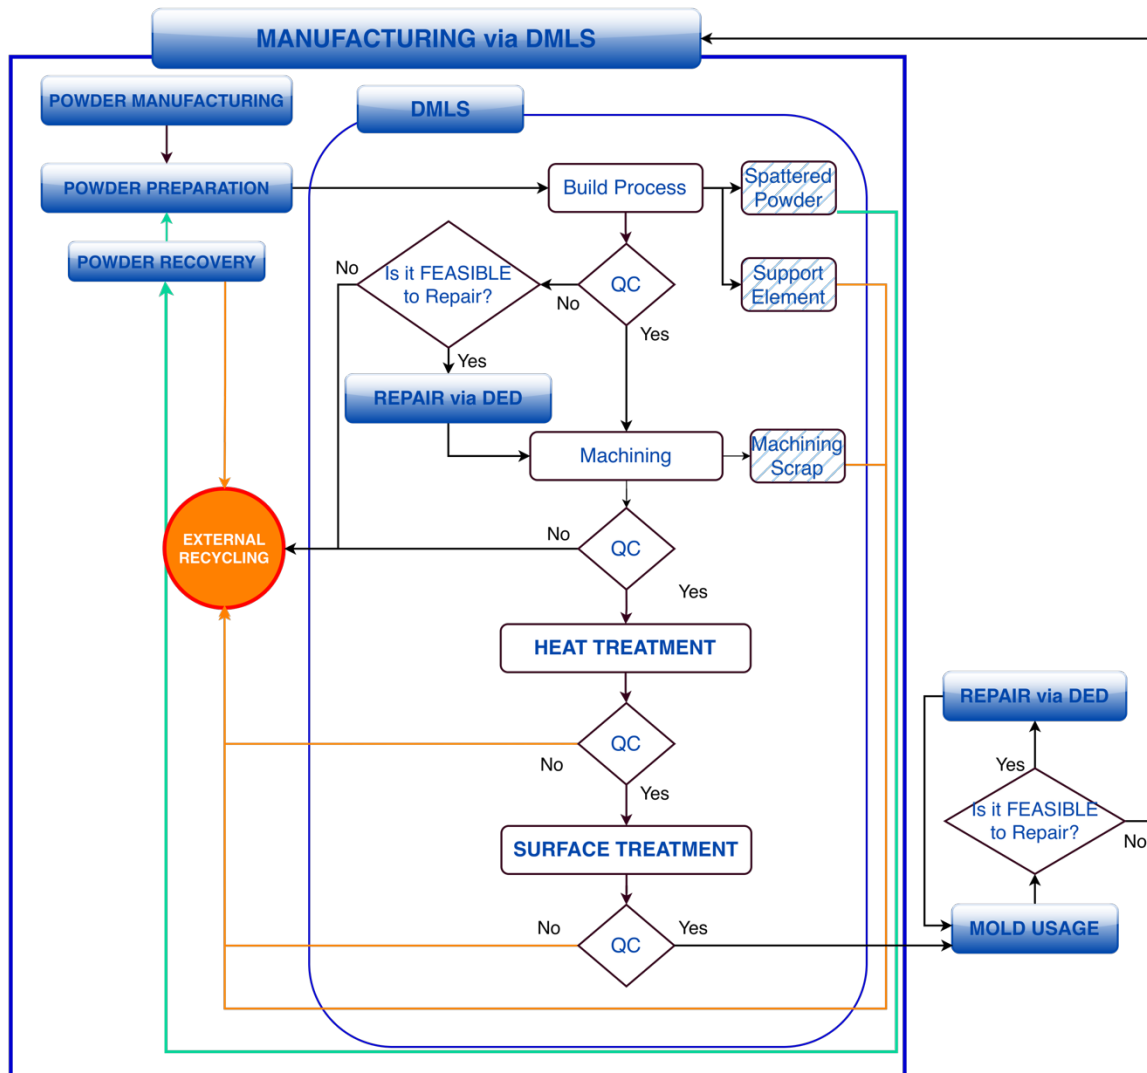 MANUFACTURING via DMLS
POWDER MANUFACTURING
DMLS
POWDER PREPARATION
Build Process
Spattered
Powder
POWDER RECOVERY
No
Is it FEASIBLE
to Repair?
No
QC
Support
Element
Yes
Yes
REPAIR via DED
Machining
Machining
Scrap
EXTERNAL
RECYCLING
No
QC
Yes
HEAT TREATMENT
QC
No
Yes
SURFACE TREATMENT
No
QC
Yes
REPAIR via DED
Yes
Is it FEASIBLE
to Repair?
No
MOLD USAGE